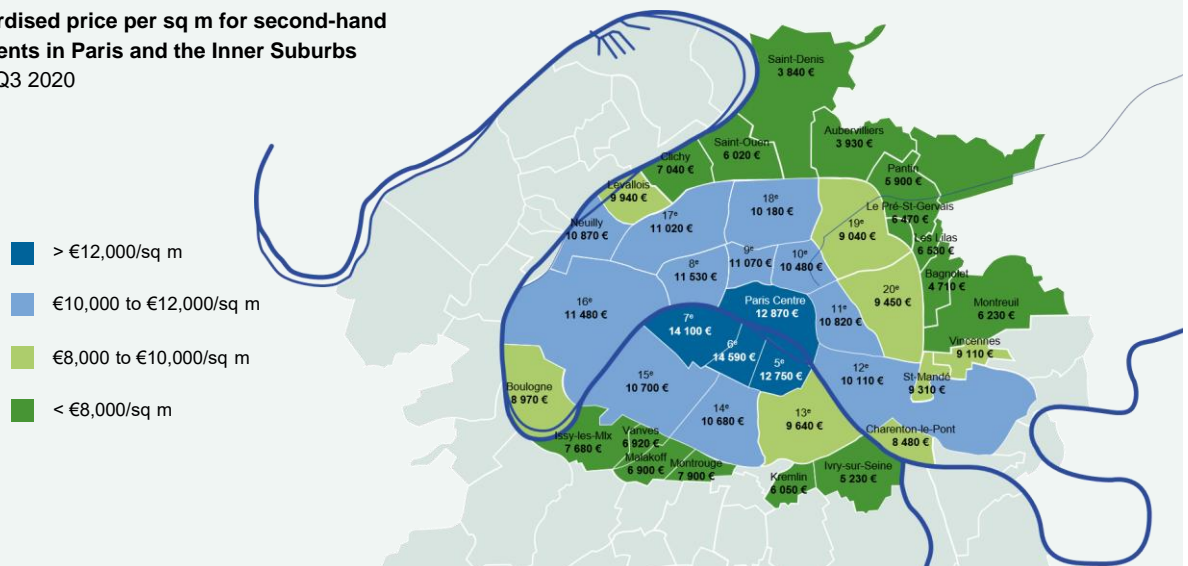 rdised price per sq m for second-hand
ents in Paris and the Inner Suburbs
Q3 2020
> €12,000/sq m
€10,000 to €12,000/sq m
€8,000 to €10,000/sq m
< €8,000/sq m
Saint-Denis
3 840 €
Aubervilliers
3 930 €
Saint-Ouen
6 020 €
Clichy
7 040 €
Pantin
5 900 €
Levallois
9 940 €
Le Pré-St-Gervais
6 470 €
Neuilly
10 870 €
17e
11 020 €
18e
10 180 €
19e
9 040 €
Les Lilas
6 530 €
8e
11 530 €
9e
11 070 €
10e
10 480 €
Bagnolet
4 710 €
16e
11 480 €
Paris Centre
12 870 €
11e
10 820 €
20e
9 450 €
Montreuil
6 230 €
7e
14 100 €
6e
14 590 €
5e
12 750 €
Vincennes
9 110 €
12e
10 110 €
St-Mandé
9 310 €
Boulogne
8 970 €
15e
10 700 €
14e
10 680 €
13e
9 640 €
Charenton-le-Pont
8 480 €
Issy-les-Mlx
7 680 €
Vanves
6 920 €
Malakoff
6 900 €
Montrouge
7 900 €
Kremlin
6 050 €
Ivry-sur-Seine
5 230 €